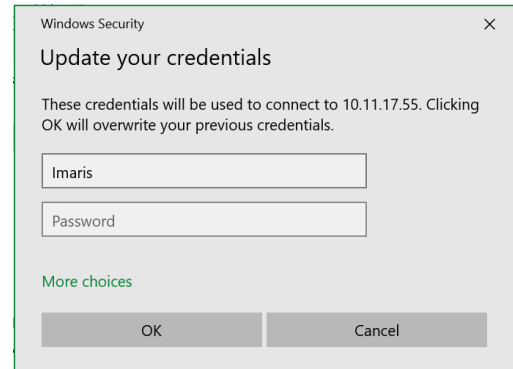 Windows Security
Update your credentials
These credentials will be used to connect to 10.11.17.55. Clicking
OK will overwrite your previous credentials.
Imaris
Password
More choices
OK
Cancel